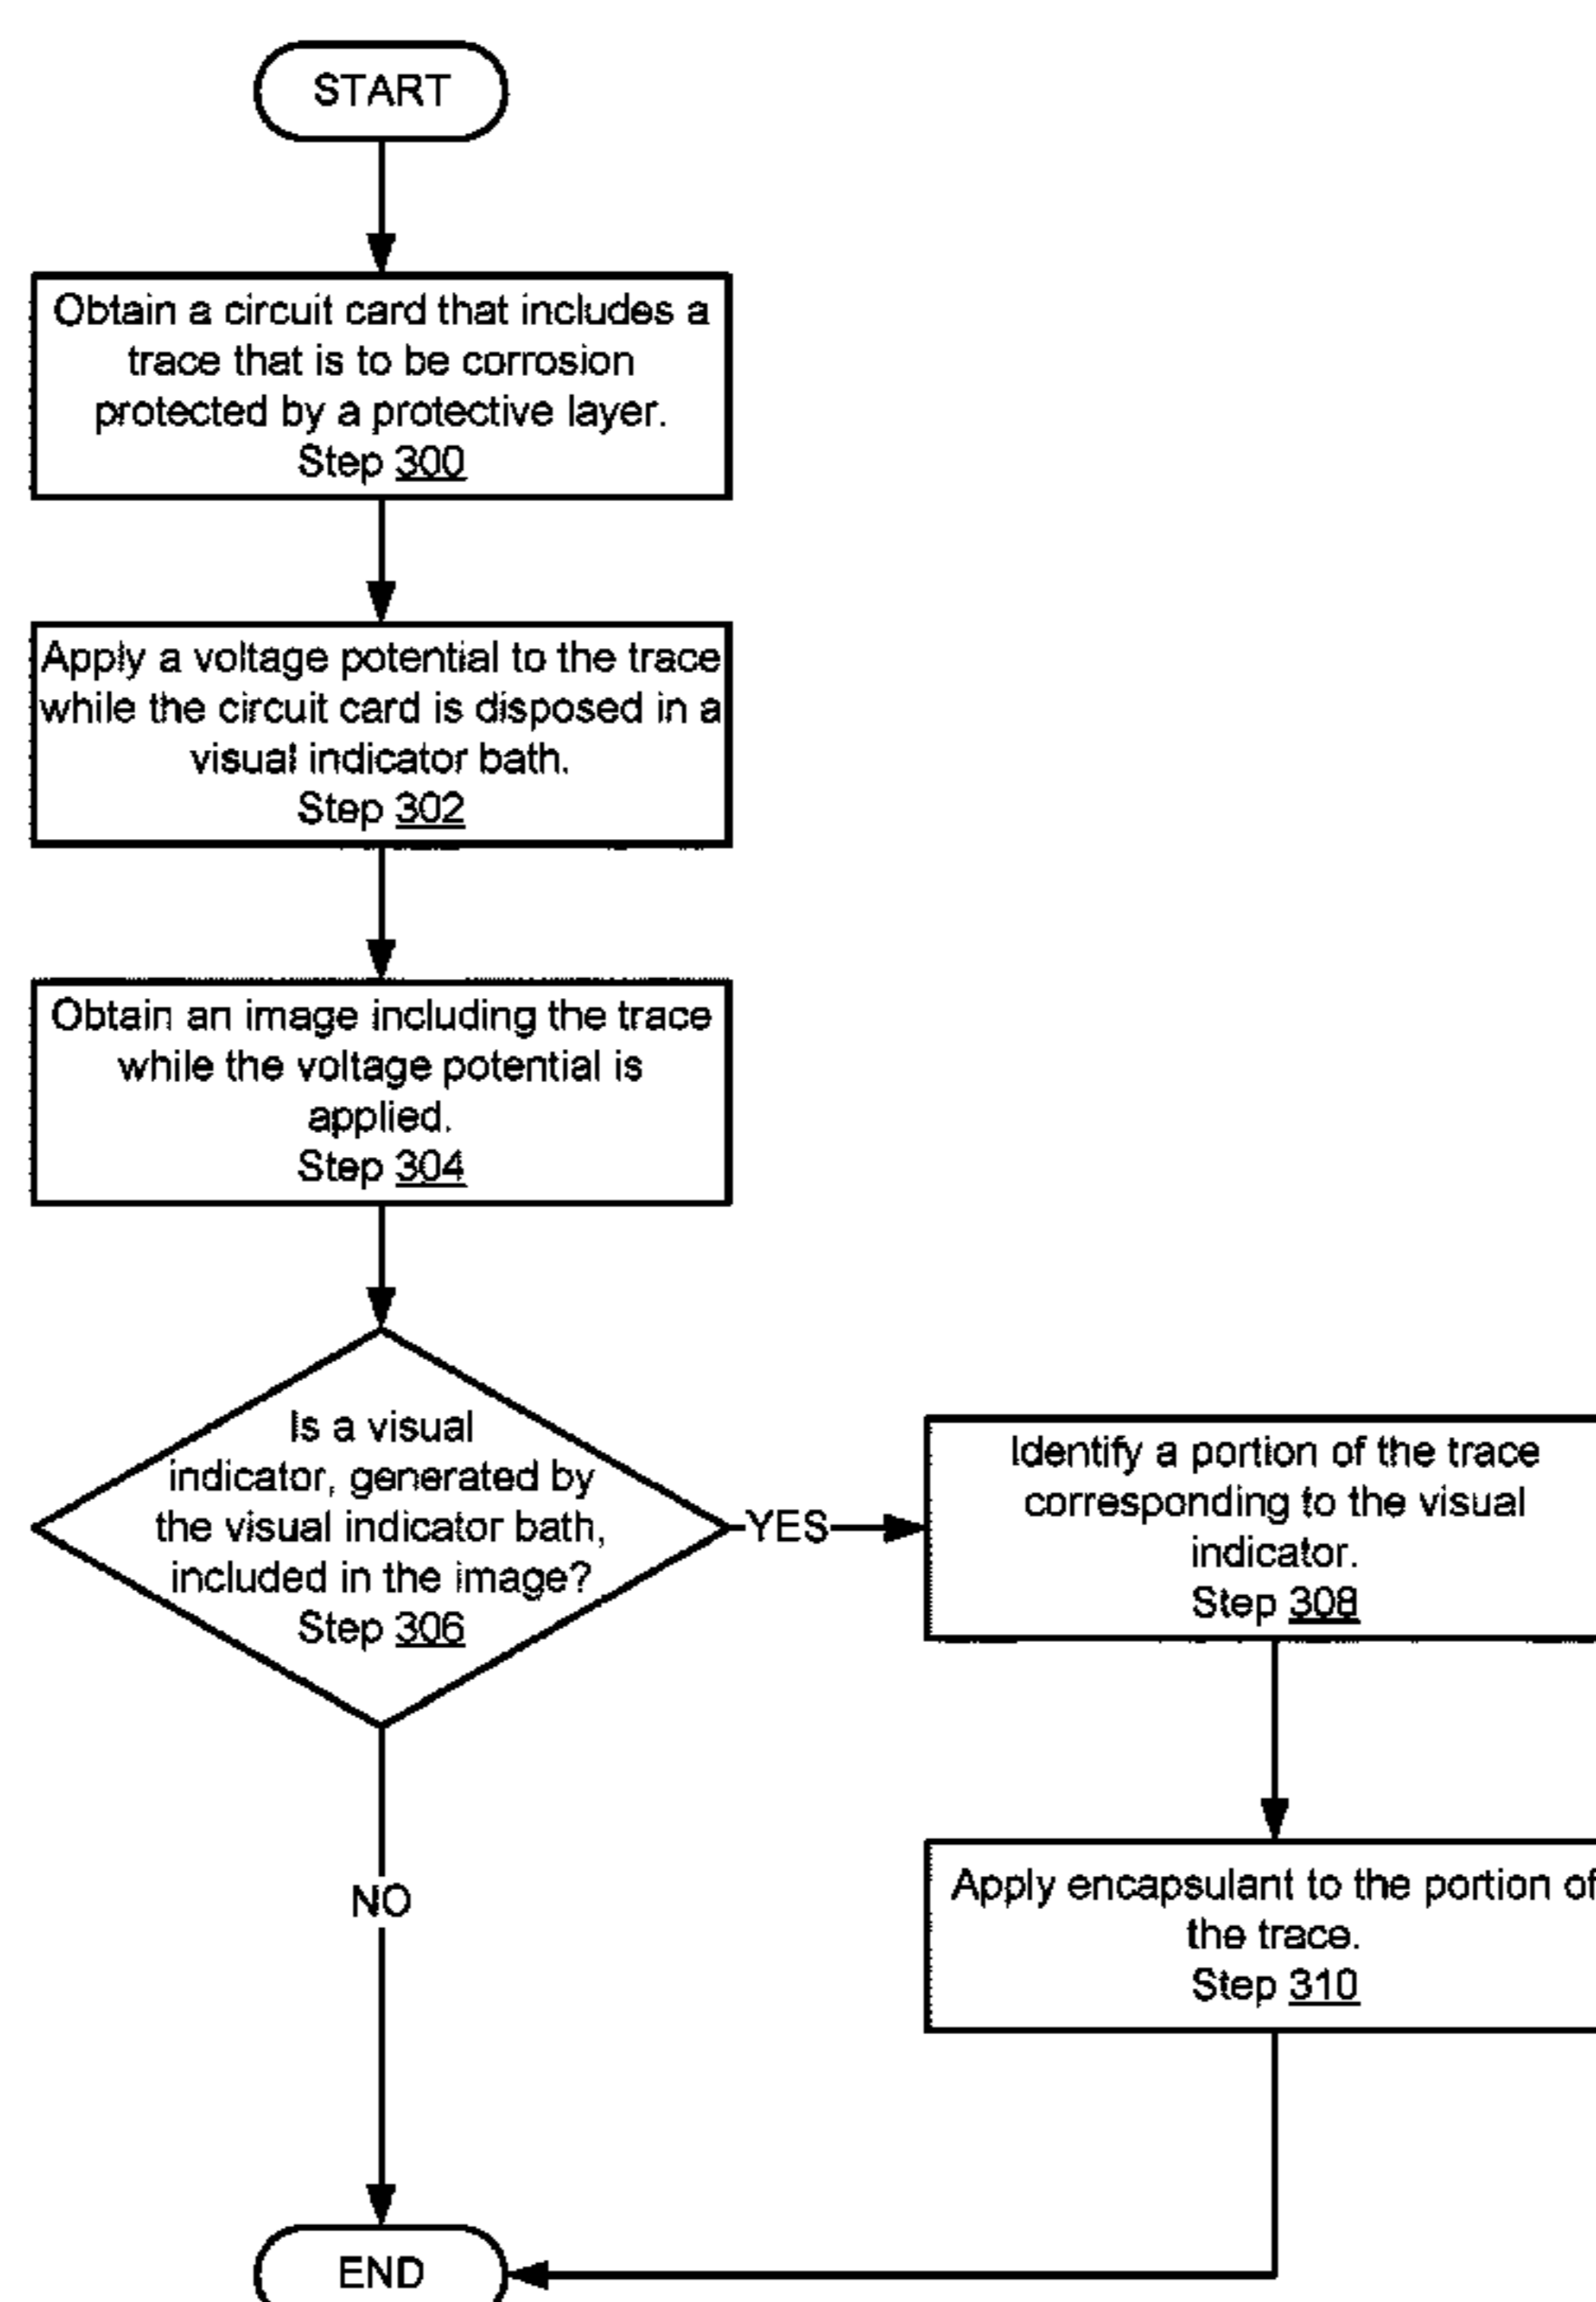 START
Obtain a circuit card that includes a
trace that is to be corrosion
protected by a protective layer.
Step 300
Apply a voltage potential to the trace
while the circuit card is disposed in a
visual indicator bath.
Step 302
Obtain an image including the trace
while the voltage potential is
applied.
Step 304
Is a visual
indicator, generated by
the visual indicator bath,
included in the image?
Step 306
YES
Identify a portion of the trace
corresponding to the visual
indicator.
Step 308
Apply encapsulant to the portion of
the trace.
Step 310
NO
END